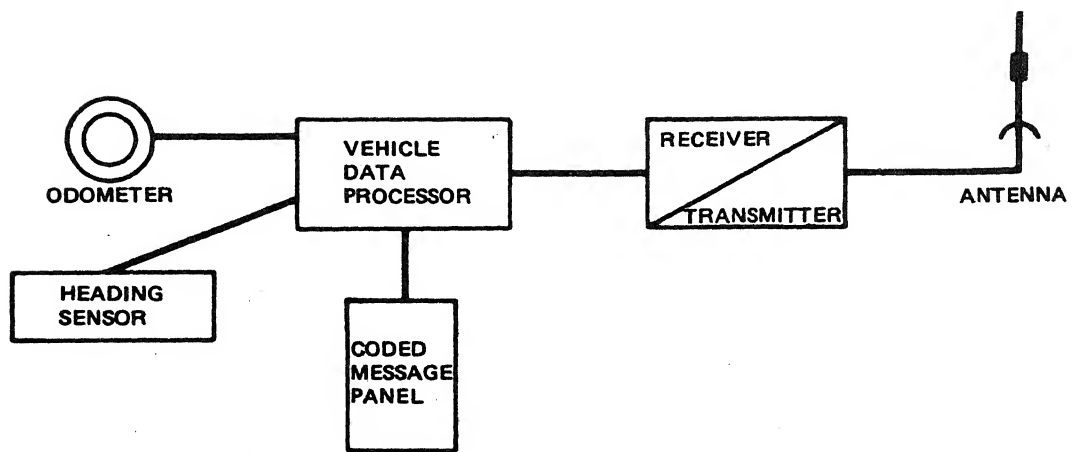 ODOMETER
HEADING
SENSOR
VEHICLE
DATA
PROCESSOR
CODED
MESSAGE
PANEL
RECEIVER
TRANSMITTER
ANTENNA